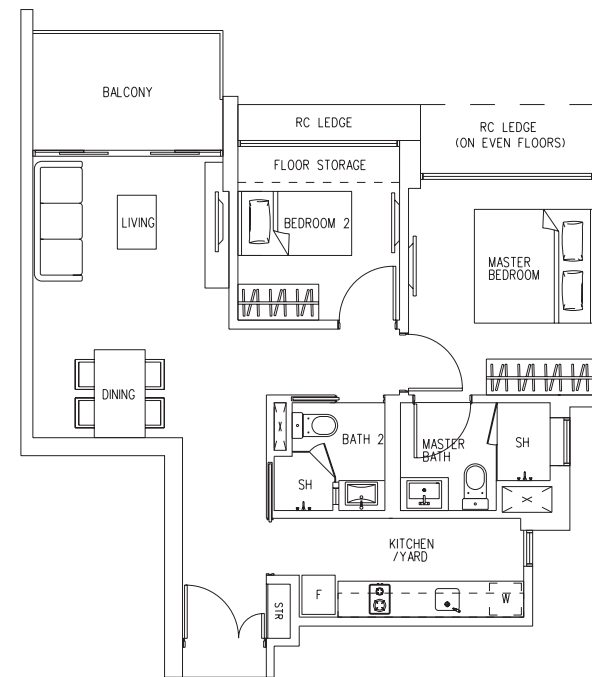 BALCONY
RC LEDGE
RC LEDGE
(ON EVEN FLOORS)
FLOOR STORAGE
LIVING
BEDROOM 2
MASTER
BEDROOM
DINING
BATH 2
MASTER
BATH
SH
SH
KITCHEN
/YARD
STR
F
W